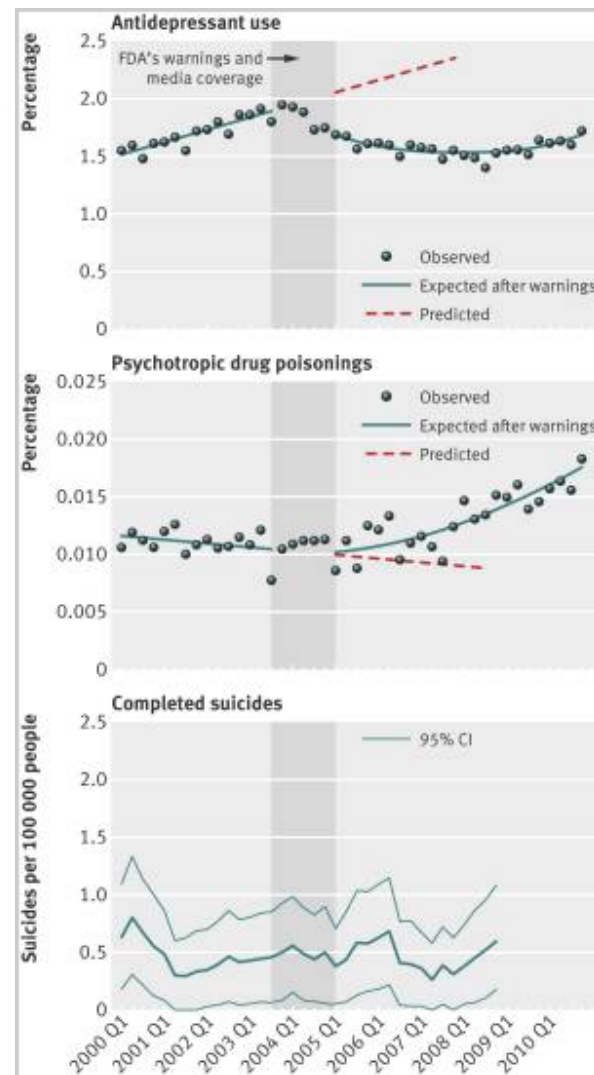 Antidepressant use
Percentage
2.5
2.0
1.5
1.0
0.5
0
FDA's warnings and
media coverage
Observed
Expected after warnings
Predicted
Psychotropic drug poisonings
Percentage
0.025
0.020
0.015
0.010
0.005
0
Observed
Expected after warnings
Predicted
Completed suicides
Suicides per 100 000 people
2.5
2.0
1.5
1.0
0.5
0
95% CI
2000 Q1
2001 Q1
2002 Q1
2003 Q1
2004 Q1
2005 Q1
2006 Q1
2007 Q1
2008 Q1
2009 Q1
2010 Q1